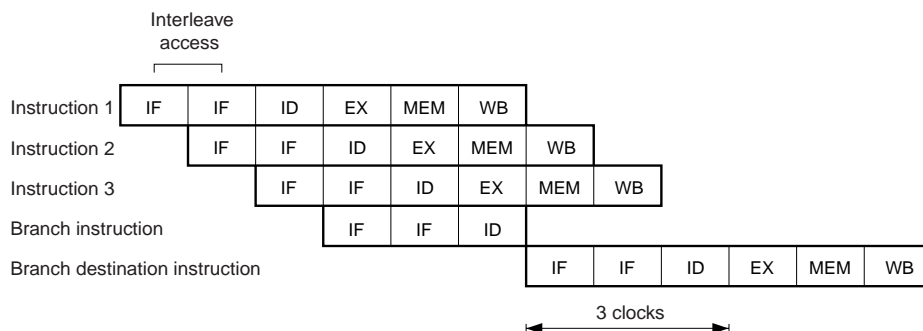 Interleave
access
Instruction 1 IF IF ID EX MEM WB
Instruction 2 IF IF ID EX MEM WB
Instruction 3 IF IF ID EX MEM WB
Branch instruction IF IF ID
Branch destination instruction IF IF ID EX MEM WB
3 clocks